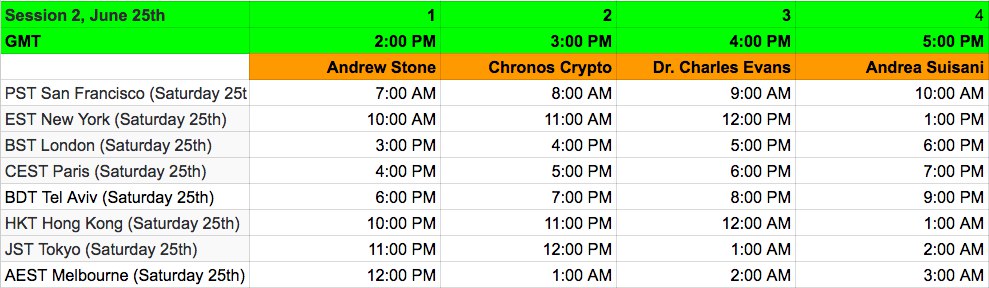 Session 2, June 25th 1 2 3 4
GMT 2:00 PM 3:00 PM 4:00 PM 5:00 PM
Andrew Stone Chronos Crypto Dr. Charles Evans Andrea Suisani
PST San Francisco (Saturday 25t 7:00 AM 8:00 AM 9:00 AM 10:00 AM
EST New York (Saturday 25th) 10:00 AM 11:00 AM 12:00 PM 1:00 PM
BST London (Saturday 25th) 3:00 PM 4:00 PM 5:00 PM 6:00 PM
CEST Paris (Saturday 25th) 4:00 PM 5:00 PM 6:00 PM 7:00 PM
BDT Tel Aviv (Saturday 25th) 6:00 PM 7:00 PM 8:00 PM 9:00 PM
HKT Hong Kong (Saturday 25th) 10:00 PM 11:00 PM 12:00 AM 1:00 AM
JST Tokyo (Saturday 25th) 11:00 PM 12:00 PM 1:00 AM 2:00 AM
AEST Melbourne (Saturday 25th) 12:00 PM 1:00 AM 2:00 AM 3:00 AM